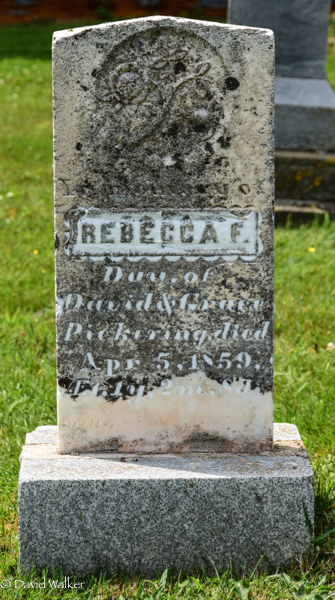 REBECCA F.
Dau. of
David & Grace
Pickering, died
Apr 5, 1859,
© David Walker